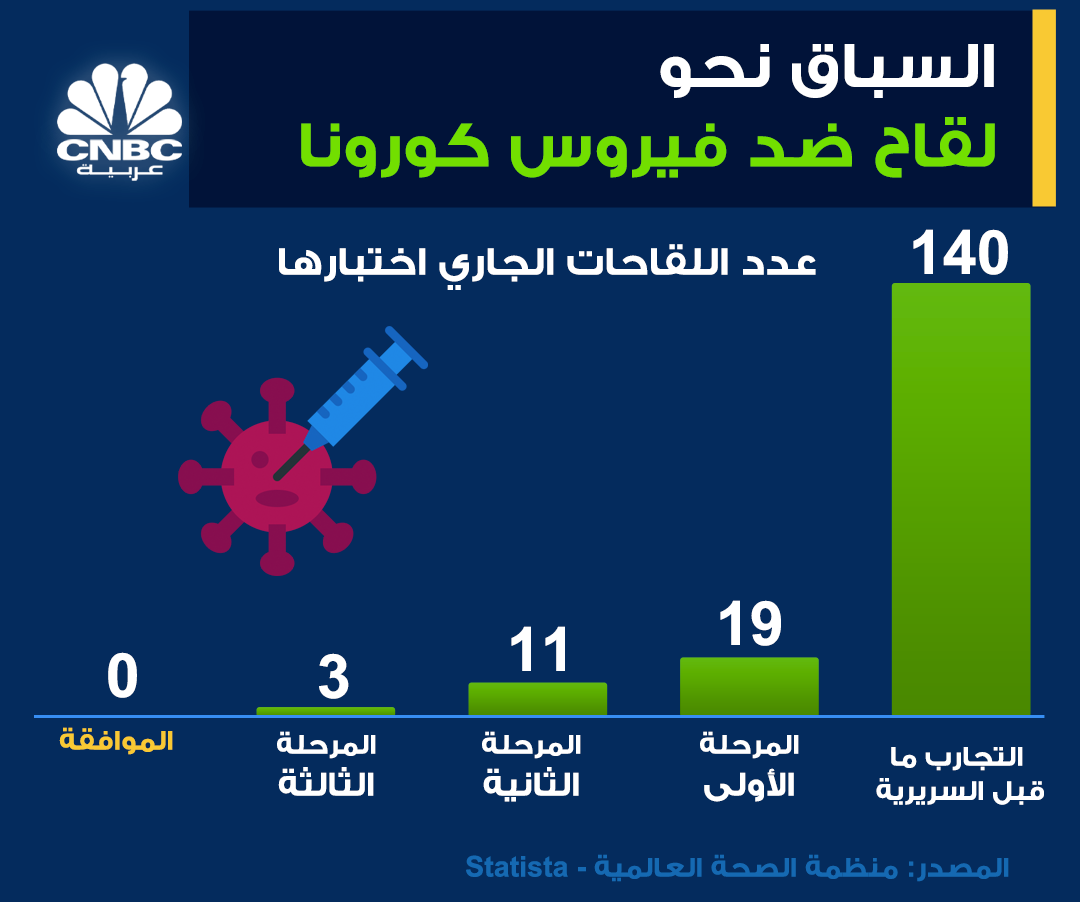 السباق نحو
لقاح ضد فيروس كورونا
CNBC
عربية
عدد اللقاحات الجاري اختبارها
140
19
11
3
0
التجارب ما
قبل السريرية
المرحلة
الأولى
المرحلة
الثانية
المرحلة
الثالثة
الموافقة
المصدر: منظمة الصحة العالمية - Statista